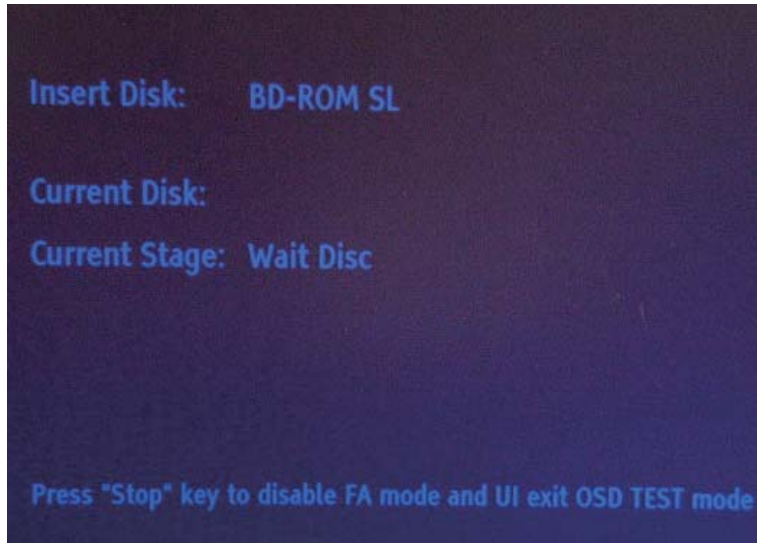 Insert Disk: BD-ROM SL
Current Disk:
Current Stage: Wait Disc
Press "Stop" key to disable FA mode and UI exit OSD TEST mode